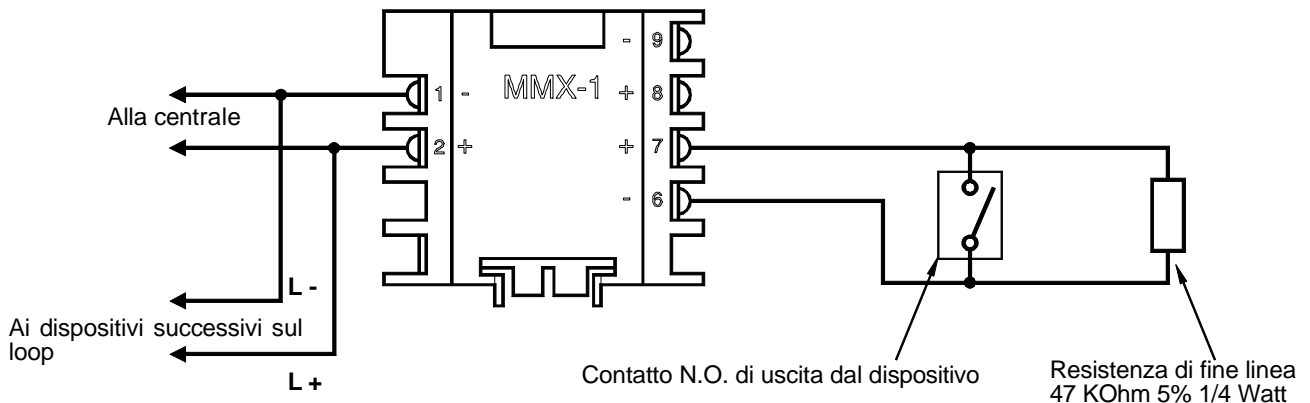 - 9
1 - MMX-1 + 8
Alla centrale
2 + + 7
- 6
L -
Ai dispositivi successivi sul
loop
L +
Contatto N.O. di uscita dal dispositivo
Resistenza di fine linea
47 KOhm 5% 1/4 Watt